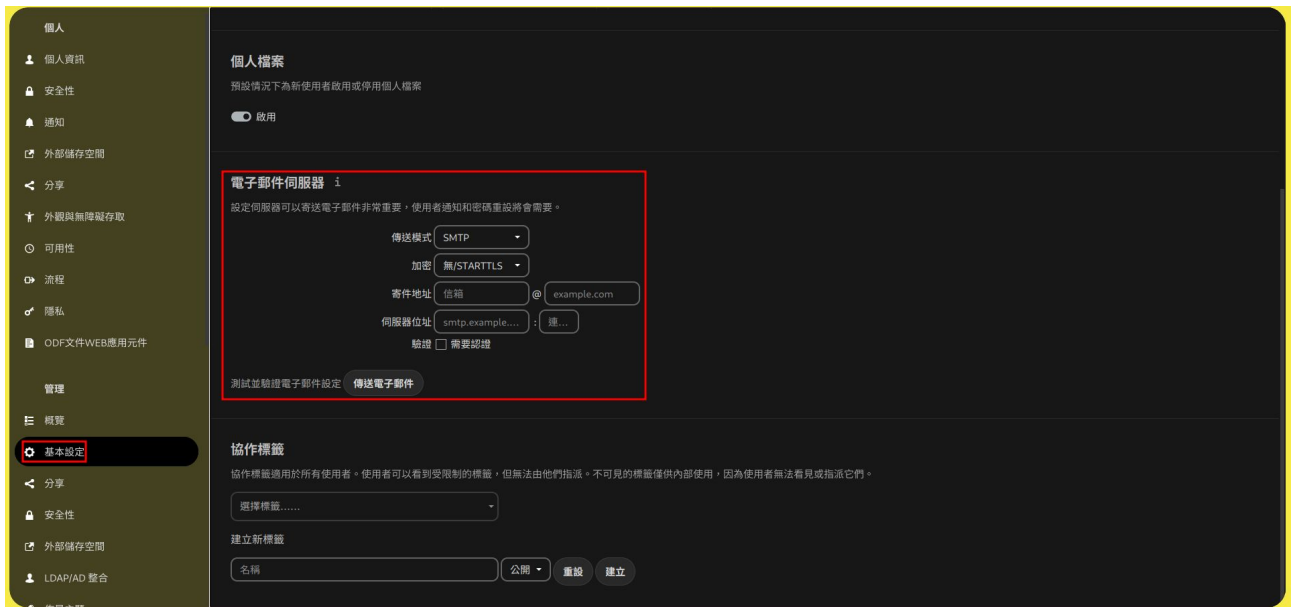 個人
個人資訊
安全性
通知
外部儲存空間
分享
外觀與無障礙存取
可用性
流程
隱私
ODF文件WEB應用元件
管理
概覽
基本設定
分享
安全性
外部儲存空間
LDAP/AD 整合
個人檔案
預設情況下為新使用者啟用或停用個人檔案
啟用
電子郵件伺服器 i
設定伺服器可以寄送電子郵件非常重要，使用者通知和密碼重設將會需要。
傳送模式 SMTP
加密 無/STARTTLS
寄件地址 信箱 @ example.com
伺服器位址 smtp.example.... : 連...
驗證 需要認證
測試並驗證電子郵件設定 傳送電子郵件
協作標籤
協作標籤適用於所有使用者。使用者可以看到受限制的標籤，但無法由他們指派。不可見的標籤僅供內部使用，因為使用者無法看見或指派它們。
選擇標籤……
建立新標籤
名稱 公開 重設 建立